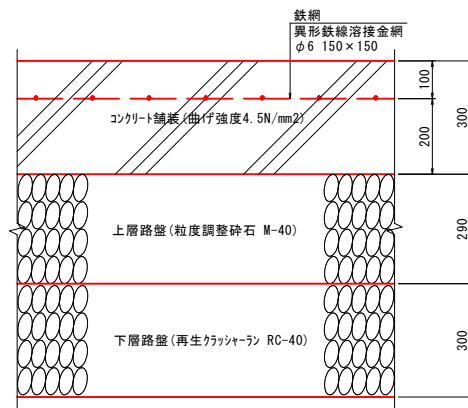 鉄網
異形鉄線溶接金網
φ6 150×150
100
200
300
コンクリート舗装(曲げ強度4.5N/mm2)
上層路盤(粒度調整砕石 M-40)
290
下層路盤(再生クラッシャーラン RC-40)
300